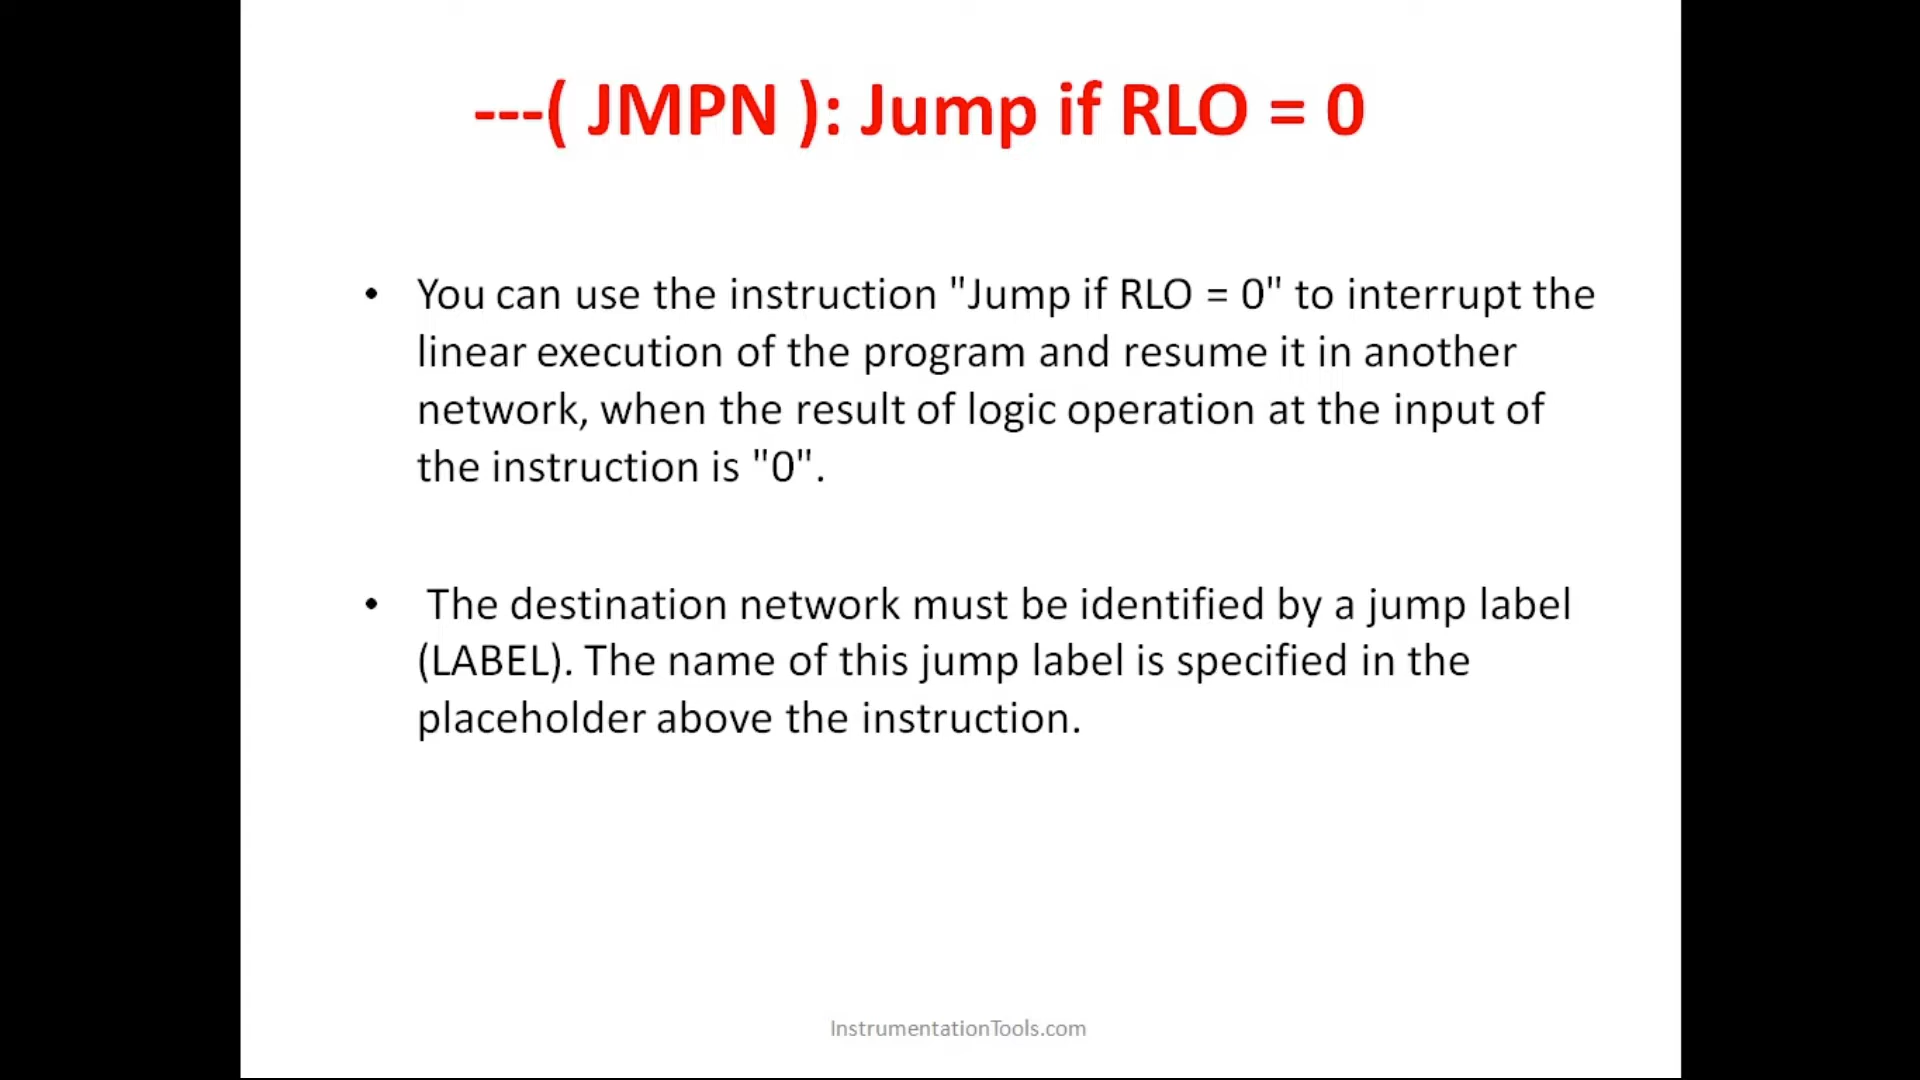 ---( JMPN ): Jump if RLO = 0
• You can use the instruction "Jump if RLO = 0" to interrupt the
linear execution of the program and resume it in another
network, when the result of logic operation at the input of
the instruction is "0".
• The destination network must be identified by a jump label
(LABEL). The name of this jump label is specified in the
placeholder above the instruction.
InstrumentationTools.com